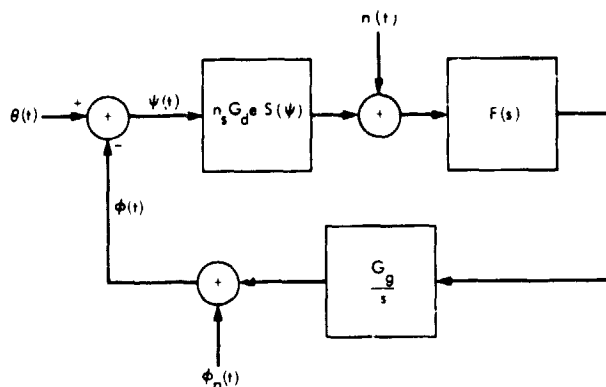 n(t)
+
ψ(t)
θ(t)
+
n_s G_d e S(ψ)
+
F(s)
−
ϕ(t)
+
G_g
s
ϕ_n(t)